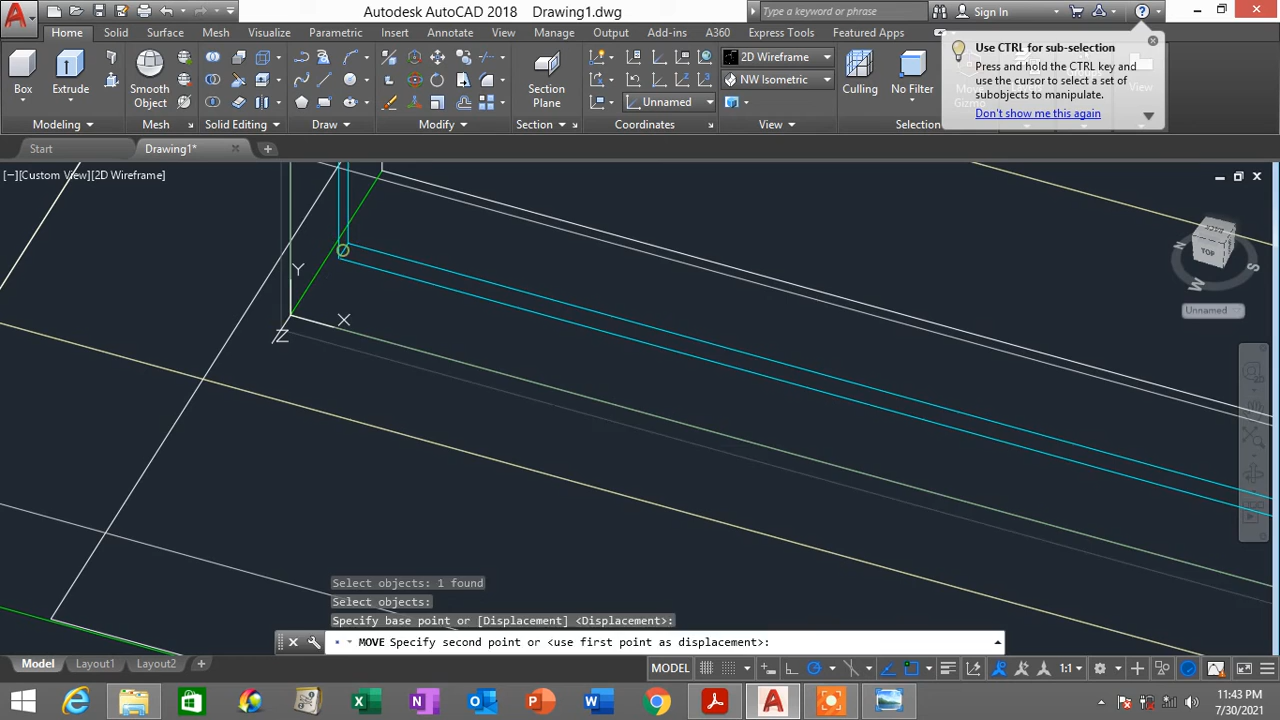 Autodesk AutoCAD 2018 Drawing1.dwg
Type a keyword or phrase
Sign In
Home Solid Surface Mesh Visualize Parametric Insert Annotate View Manage Output Add-ins A360 Express Tools Featured Apps
Use CTRL for sub-selection
Press and hold the CTRL key and
use the cursor to select a set of
subobjects to manipulate.
Don't show me this again
2D Wireframe
NW Isometric
Unnamed
Box
Extrude
Smooth
Object
Section
Plane
Culling
No Filter
Move
Gizmo
View
Modeling
Mesh
Solid Editing
Draw
Modify
Section
Coordinates
View
Selection
Start
Drawing1*
[−][Custom View][2D Wireframe]
Y
X
Z
N
S
W
TOP
Unnamed
Select objects: 1 found
Select objects:
Specify base point or [Displacement] <Displacement>:
MOVE Specify second point or <use first point as displacement>:
Model Layout1 Layout2
MODEL
1:1
11:43 PM
7/30/2021